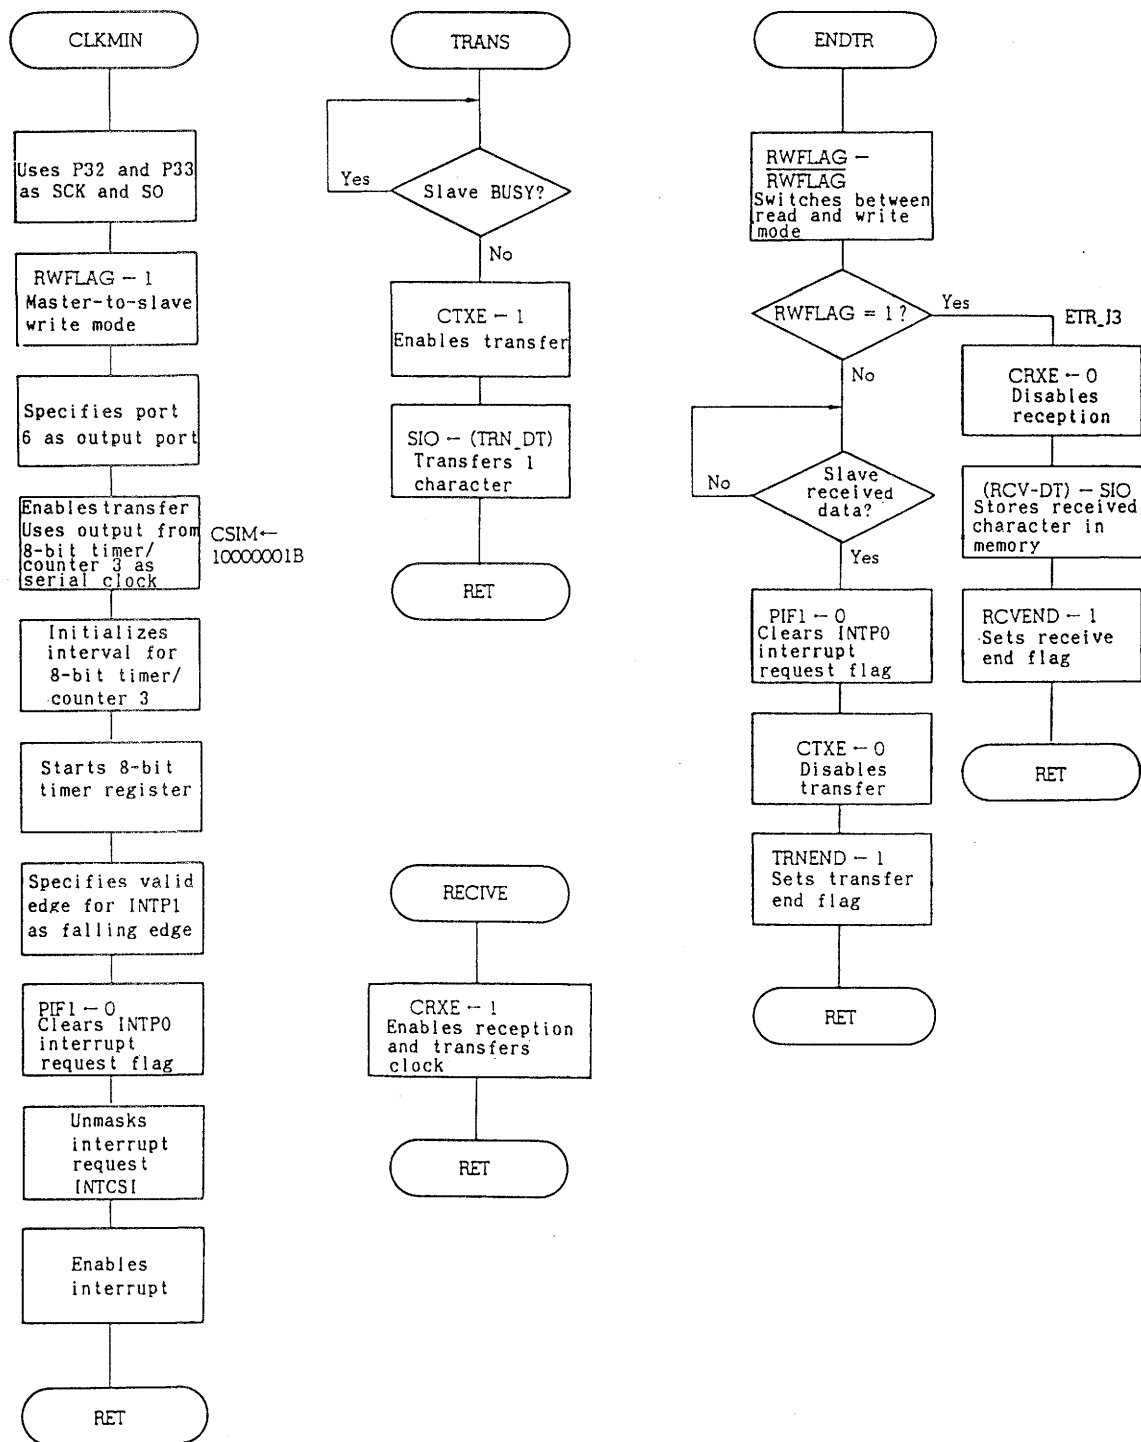 CLKMIN
Uses P32 and P33
as SCK and SO
RWFLAG ← 1
Master-to-slave
write mode
Specifies port
6 as output port
Enables transfer
Uses output from
8-bit timer/
counter 3 as
serial clock
CSIM←
10000001B
Initializes
interval for
8-bit timer/
counter 3
Starts 8-bit
timer register
Specifies valid
edge for INTP1
as falling edge
PIF1 ← 0
Clears INTP0
interrupt
request flag
Unmasks
interrupt
request
INTCSI
Enables
interrupt
RET
TRANS
Slave BUSY?
Yes
No
CTXE ← 1
Enables transfer
SIO ← (TRN_DT)
Transfers 1
character
RET
RECIVE
CRXE ← 1
Enables reception
and transfers
clock
RET
ENDTR
RWFLAG ←
RWFLAG
Switches between
read and write
mode
RWFLAG = 1?
Yes
No
ETR_J3
Slave
received
data?
No
Yes
PIF1 ← 0
Clears INTP0
interrupt
request flag
CTXE ← 0
Disables
transfer
TRNEND ← 1
Sets transfer
end flag
RET
CRXE ← 0
Disables
reception
(RCV-DT) ← SIO
Stores received
character in
memory
RCVEND ← 1
Sets receive
end flag
RET